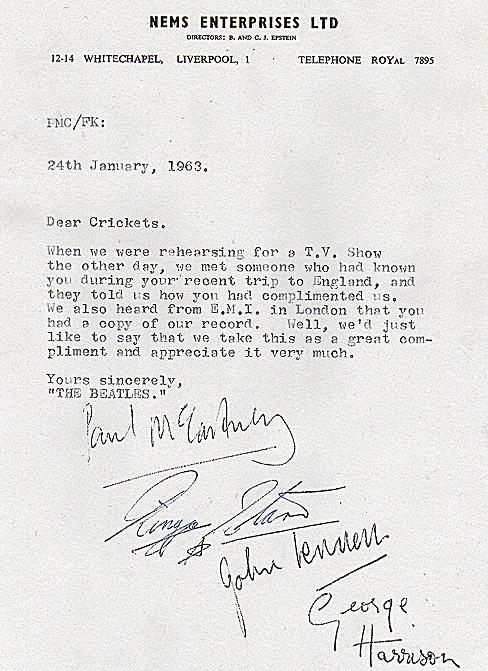 NEMS ENTERPRISES LTD
DIRECTORS: B. AND C. J. EPSTEIN
12-14 WHITECHAPEL, LIVERPOOL, 1 TELEPHONE ROYAL 7895
PMC/FK:
24th January, 1963.
Dear Crickets.
When we were rehearsing for a T.V. Show
the other day, we met someone who had known
you during your recent trip to England, and
they told us how you had complimented us.
We also heard from E.M.I. in London that you
had a copy of our record. Well, we'd just
like to say that we take this as a great com-
pliment and appreciate it very much.
Yours sincerely,
"THE BEATLES."
Paul McCartney
Ringo Starr
John Lennon
George
Harrison